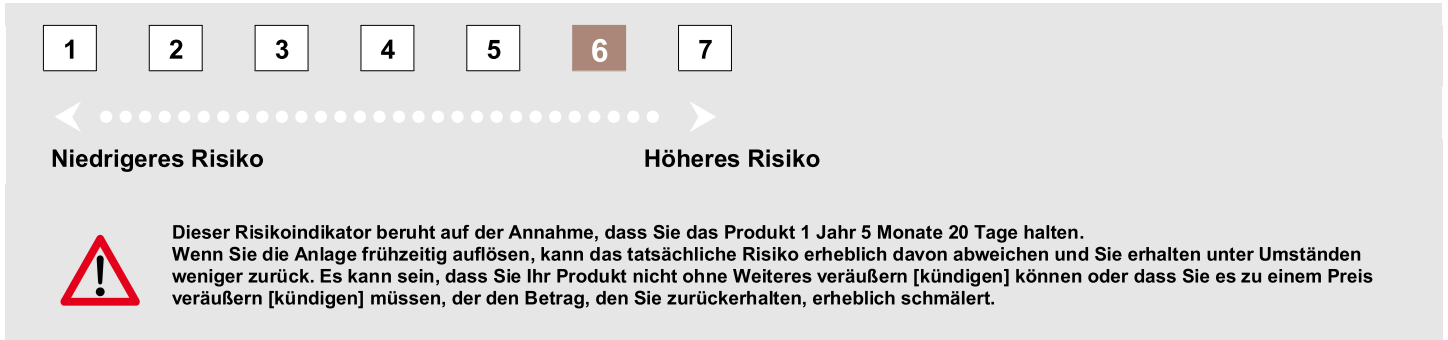 1 2 3 4 5 6 7
Niedrigeres Risiko Höheres Risiko
Dieser Risikoindikator beruht auf der Annahme, dass Sie das Produkt 1 Jahr 5 Monate 20 Tage halten.
Wenn Sie die Anlage frühzeitig auflösen, kann das tatsächliche Risiko erheblich davon abweichen und Sie erhalten unter Umständen
weniger zurück. Es kann sein, dass Sie Ihr Produkt nicht ohne Weiteres veräußern [kündigen] können oder dass Sie es zu einem Preis
veräußern [kündigen] müssen, der den Betrag, den Sie zurückerhalten, erheblich schmälert.